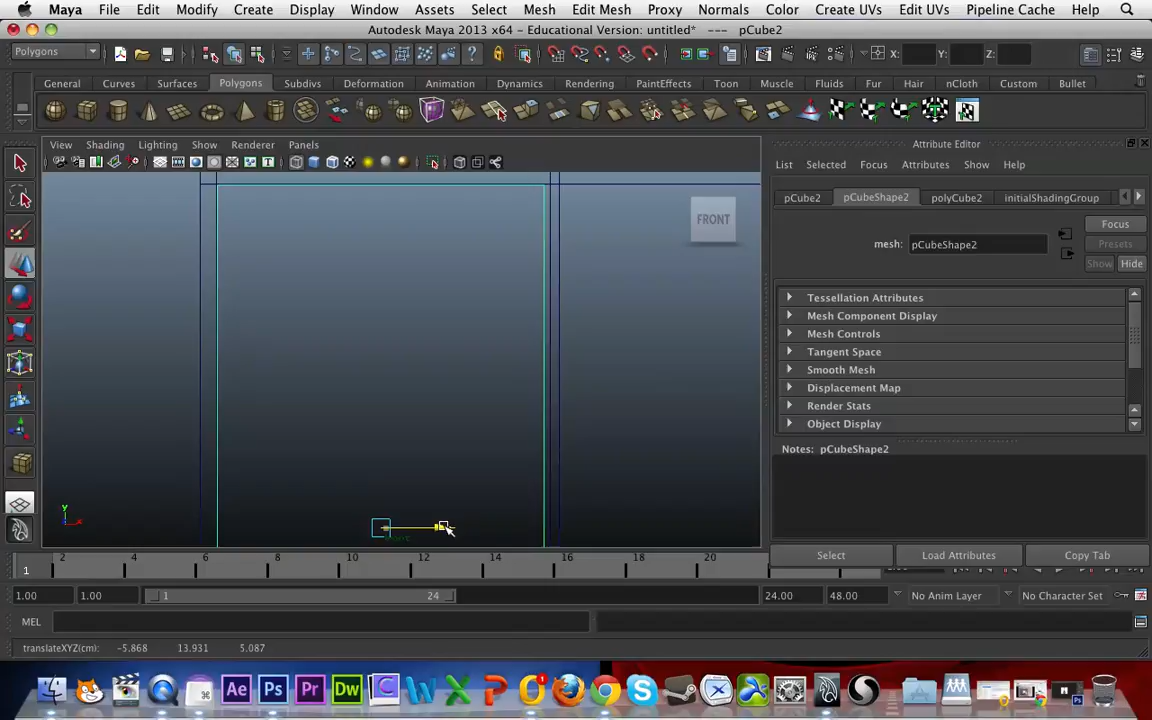 Maya File Edit Modify Create Display Window Assets Select Mesh Edit Mesh Proxy Normals Color Create UVs Edit UVs Pipeline Cache Help
Autodesk Maya 2013 x64 - Educational Version: untitled* --- pCube2
Polygons X: Y: Z:
General Curves Surfaces Polygons Subdivs Deformation Animation Dynamics Rendering PaintEffects Toon Muscle Fluids Fur Hair nCloth Custom Bullet
View Shading Lighting Show Renderer Panels
Attribute Editor
List Selected Focus Attributes Show Help
pCube2 pCubeShape2 polyCube2 initialShadingGroup
FRONT
Focus
mesh: pCubeShape2
Presets
Show Hide
Tessellation Attributes
Mesh Component Display
Mesh Controls
Tangent Space
Smooth Mesh
Displacement Map
Render Stats
Object Display
Notes: pCubeShape2
y
x
Select Load Attributes Copy Tab
2 4 6 8 10 12 14 16 18 20
1
1.00 1.00 1 24 24.00 48.00 No Anim Layer No Character Set
MEL
translateXYZ(cm): -5.868 13.931 5.087
Ae Ps Pr Dw